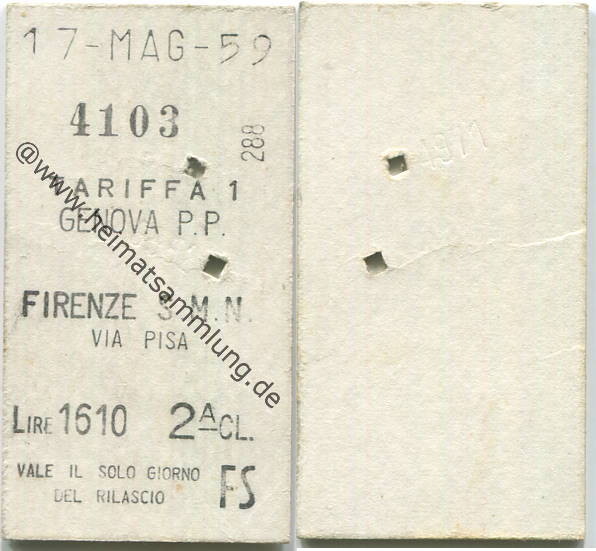 17-MAG-59
4103
288
TARIFFA 1
GENOVA P.P.
FIRENZE S.M.N.
VIA PISA
LIRE 1610 2A CL.
VALE IL SOLO GIORNO
DEL RILASCIO
FS
@www.heimatsammlung.de